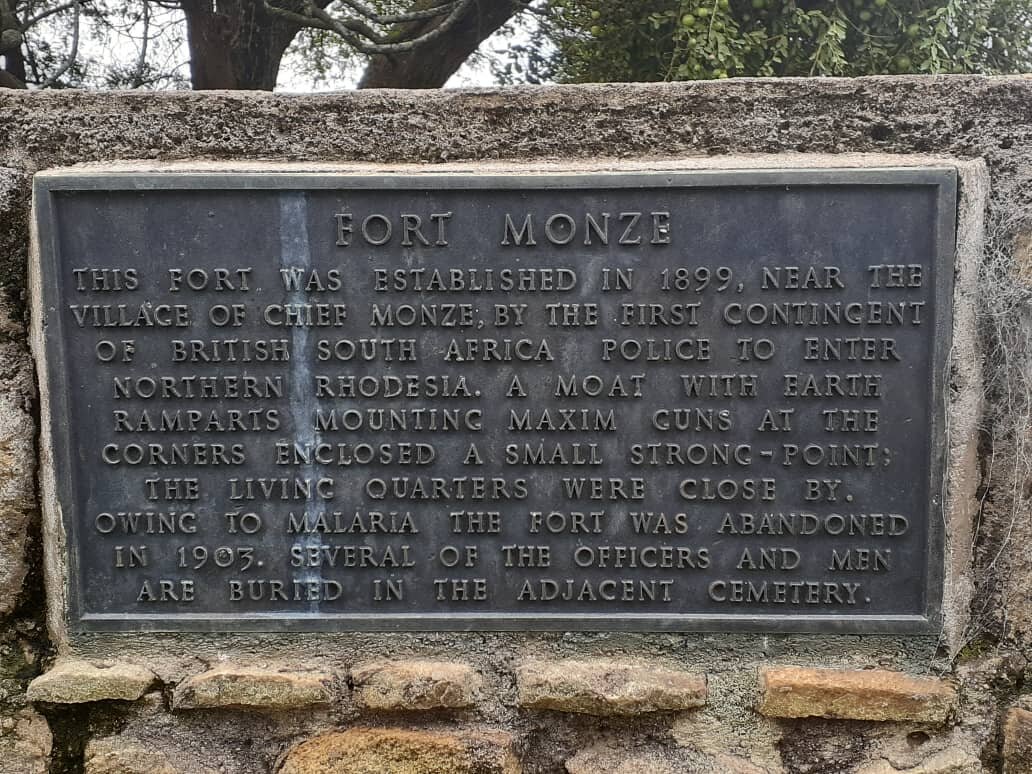 FORT MONZE
THIS FORT WAS ESTABLISHED IN 1899, NEAR THE
VILLAGE OF CHIEF MONZE, BY THE FIRST CONTINGENT
OF BRITISH SOUTH AFRICA POLICE TO ENTER
NORTHERN RHODESIA. A MOAT WITH EARTH
RAMPARTS MOUNTING MAXIM GUNS AT THE
CORNERS ENCLOSED A SMALL STRONG-POINT;
THE LIVING QUARTERS WERE CLOSE BY.
OWING TO MALARIA THE FORT WAS ABANDONED
IN 1903. SEVERAL OF THE OFFICERS AND MEN
ARE BURIED IN THE ADJACENT CEMETERY.